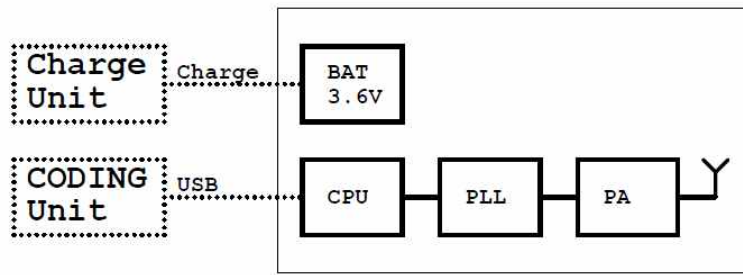 Charge
Unit
Charge
BAT
3.6V
CODING
Unit
USB
CPU
PLL
PA